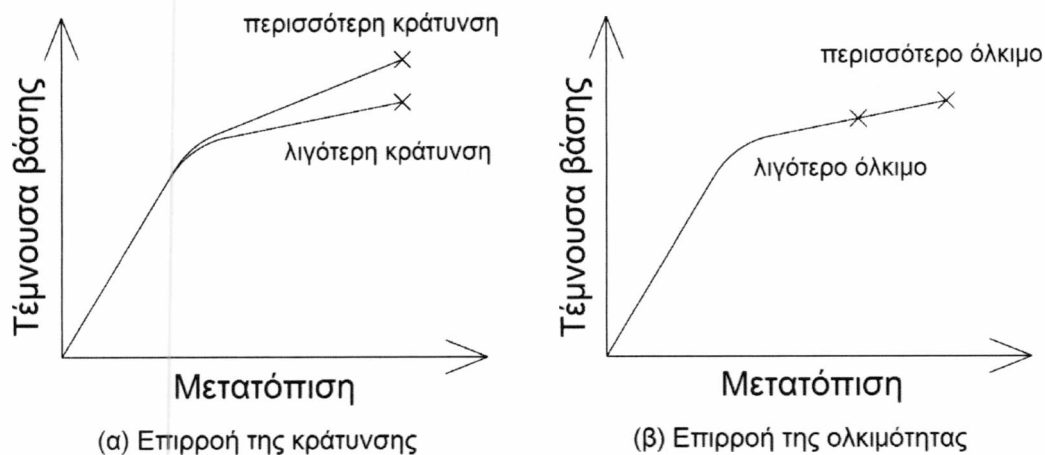 περισσότερη κράτυνση
Τέμνουσα βάσης
λιγότερη κράτυνση
Μετατόπιση
(α) Επιρροή της κράτυνσης
περισσότερο όλκιμο
Τέμνουσα βάσης
λιγότερο όλκιμο
Μετατόπιση
(β) Επιρροή της ολκιμότητας